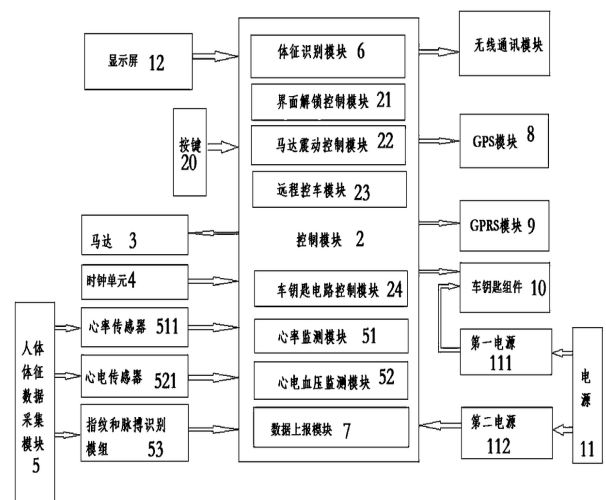 显示屏 12
按键
20
马达 3
时钟单元 4
心率传感器 511
心电传感器 521
指纹和脉搏识别
模组 53
人体
体征
数据
采集
模块
5
体征识别模块 6
界面解锁控制模块 21
马达震动控制模块 22
远程控车模块 23
控制模块 2
车钥匙电路控制模块 24
心率监测模块 51
心电血压监测模块 52
数据上报模块 7
无线通讯模块
GPS模块 8
GPRS模块 9
车钥匙组件 10
第一电源
111
第二电源
112
电
源
11